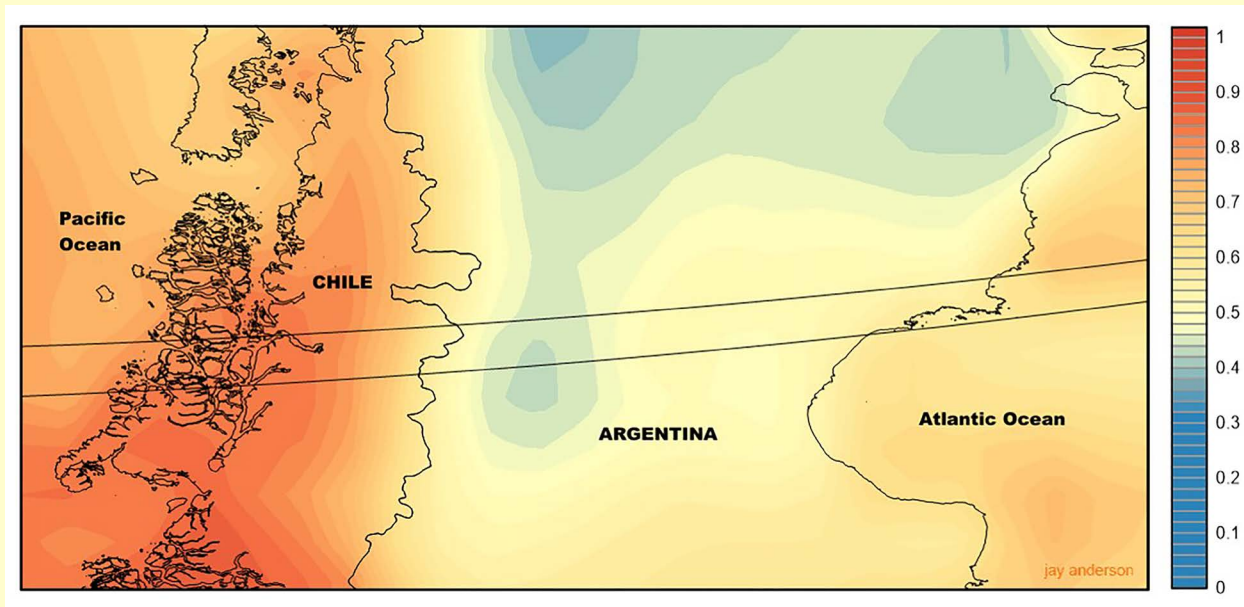 Pacific
Ocean
CHILE
ARGENTINA
Atlantic Ocean
jay anderson
1
0.9
0.8
0.7
0.6
0.5
0.4
0.3
0.2
0.1
0